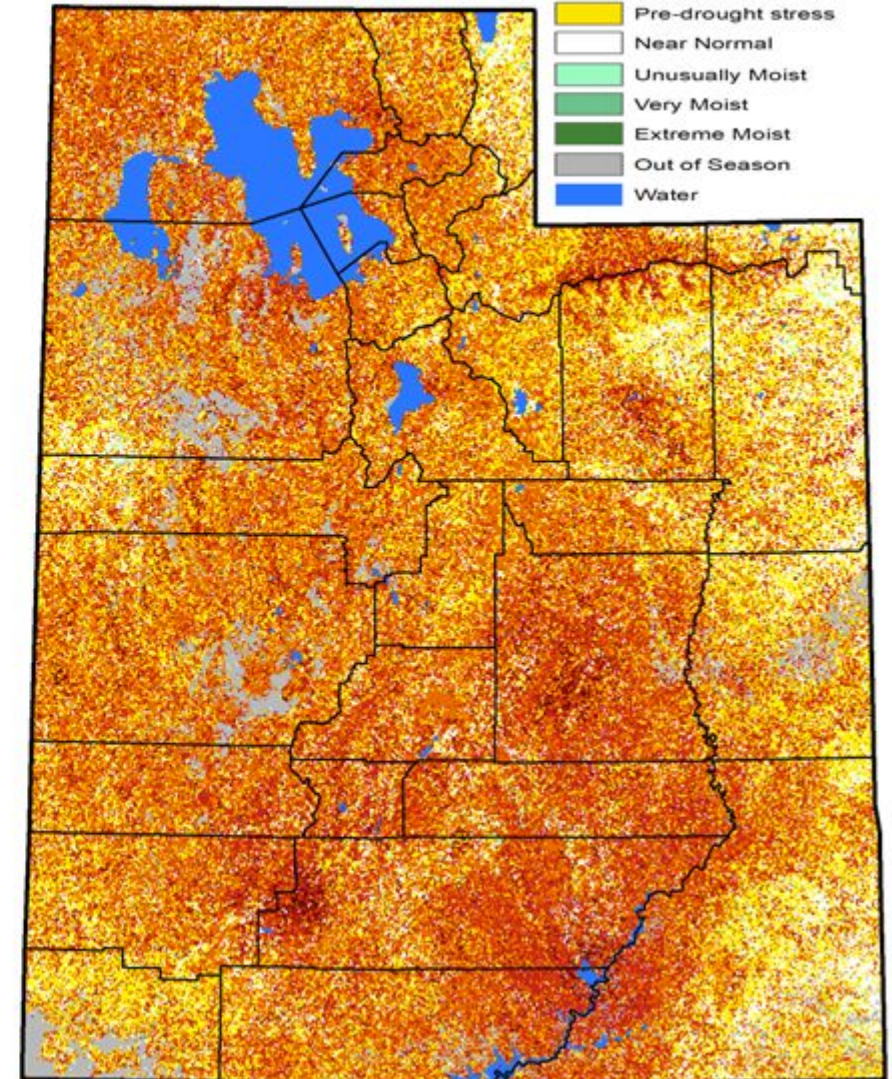 Pre-drought stress
Near Normal
Unusually Moist
Very Moist
Extreme Moist
Out of Season
Water